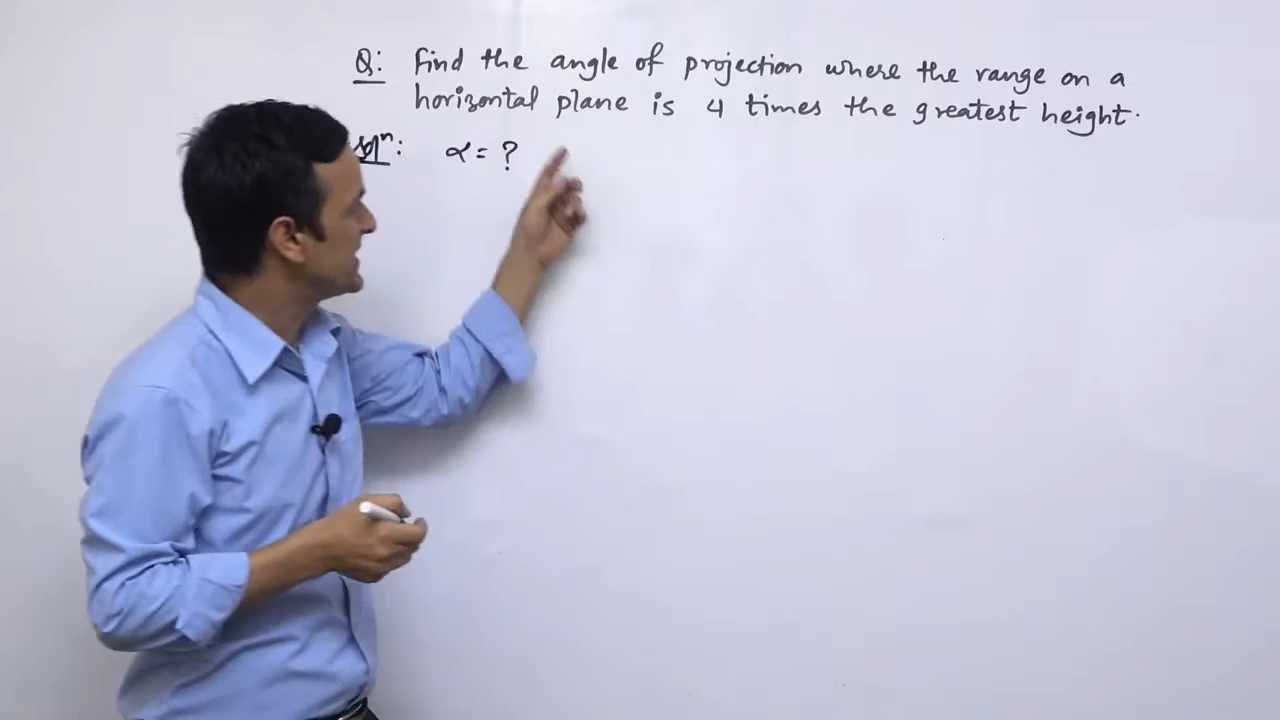 Q: Find the angle of projection where the range on a
horizontal plane is 4 times the greatest height.
Solⁿ: α = ?